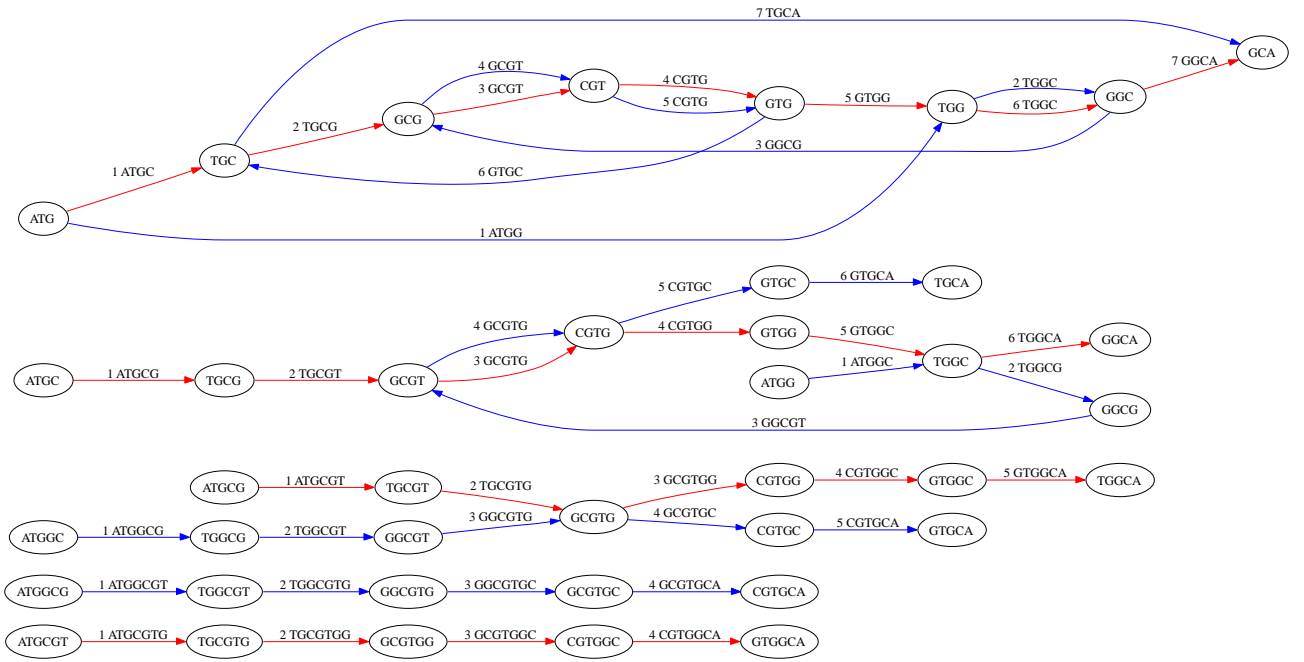 7 TGCA
GCA
7 GGCA
4 GCGT
CGT
4 CGTG
3 GCGT
5 CGTG
GTG
5 GTGG
TGG
2 TGGC
6 TGGC
GGC
GCG
2 TGCG
3 GGCG
TGC
1 ATGC
6 GTGC
ATG
1 ATGG
5 CGTGC
GTGC
6 GTGCA
TGCA
4 GCGTG
CGTG
4 CGTGG
GTGG
5 GTGGC
3 GCGTG
6 TGGCA
GGCA
ATGC
1 ATGCG
TGCG
2 TGCGT
GCGT
ATGG
1 ATGGC
TGGC
2 TGGCG
GGCG
3 GGCGT
ATGCG
1 ATGCGT
TGCGT
2 TGCGTG
GCGTG
3 GCGTGG
CGTGG
4 CGTGGC
GTGGC
5 GTGGCA
TGGCA
ATGGC
1 ATGGCG
TGGCG
2 TGGCGT
GGCGT
3 GGCGTG
4 GCGTGC
CGTGC
5 CGTGCA
GTGCA
ATGGCG
1 ATGGCGT
TGGCGT
2 TGGCGTG
GGCGTG
3 GGCGTGC
GCGTGC
4 GCGTGCA
CGTGCA
ATGCGT
1 ATGCGTG
TGCGTG
2 TGCGTGG
GCGTGG
3 GCGTGGC
CGTGGC
4 CGTGGCA
GTGGCA